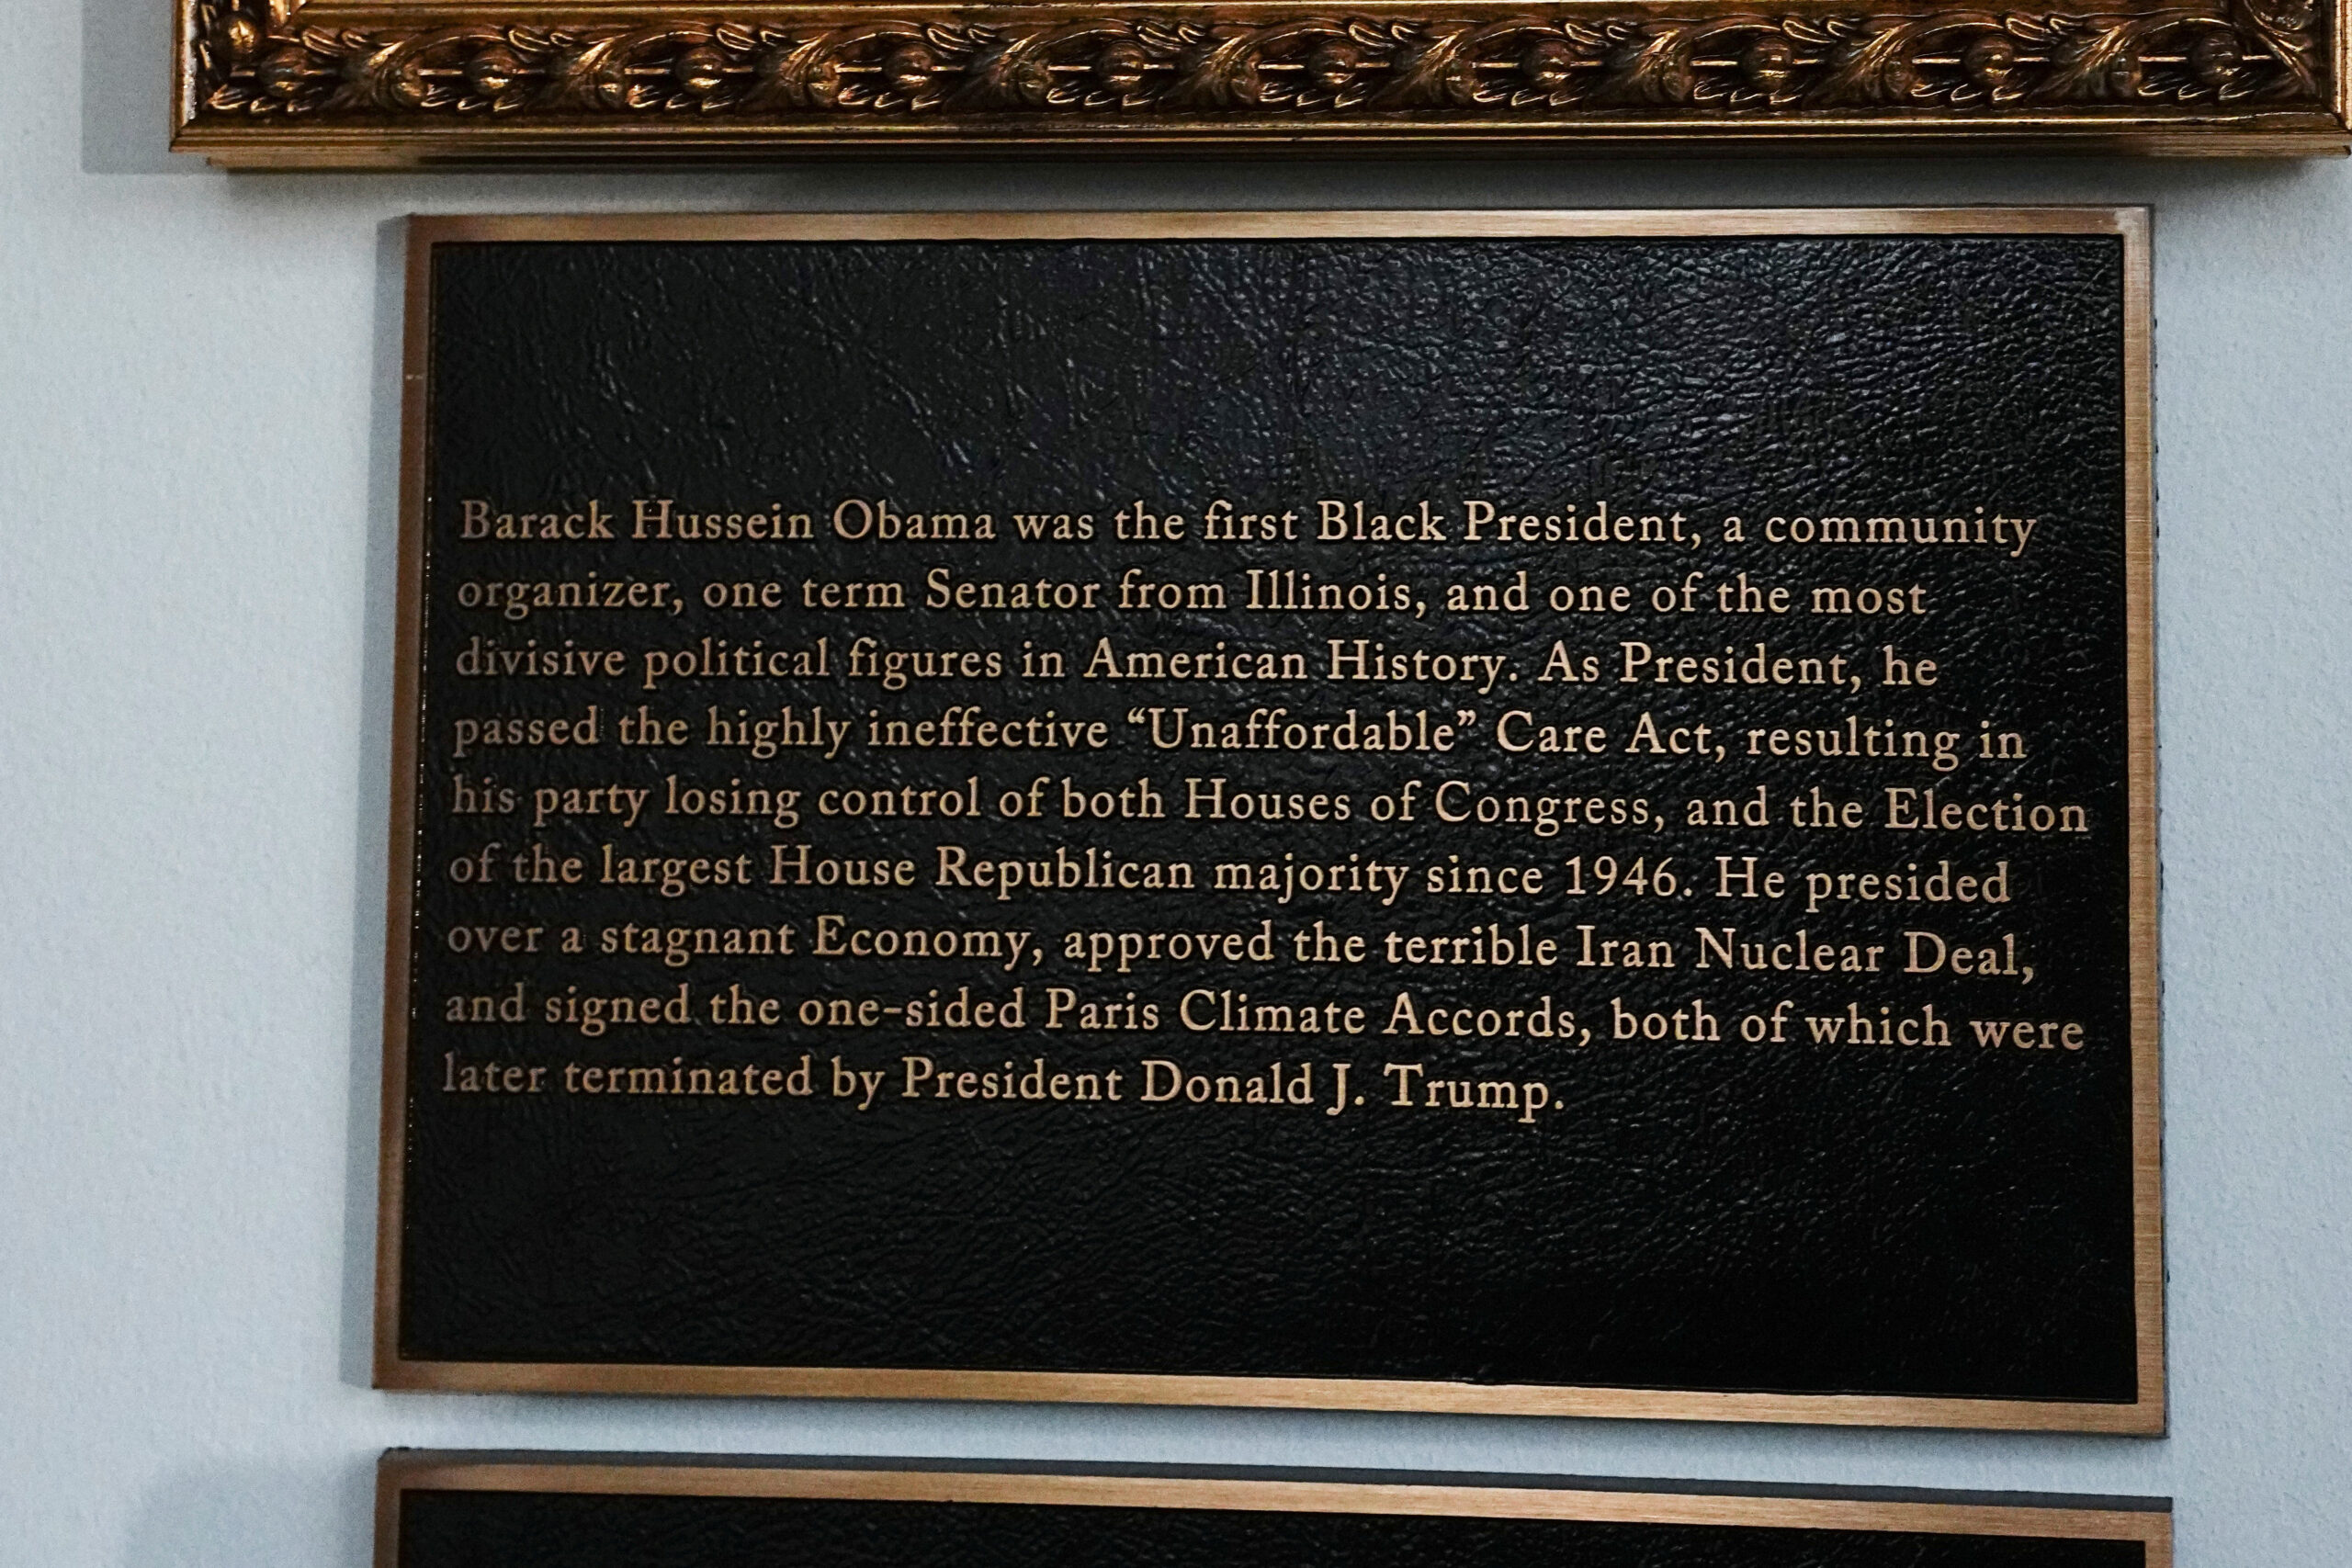 Barack Hussein Obama was the first Black President, a community
organizer, one term Senator from Illinois, and one of the most
divisive political figures in American History. As President, he
passed the highly ineffective “Unaffordable” Care Act, resulting in
his party losing control of both Houses of Congress, and the Election
of the largest House Republican majority since 1946. He presided
over a stagnant Economy, approved the terrible Iran Nuclear Deal,
and signed the one-sided Paris Climate Accords, both of which were
later terminated by President Donald J. Trump.